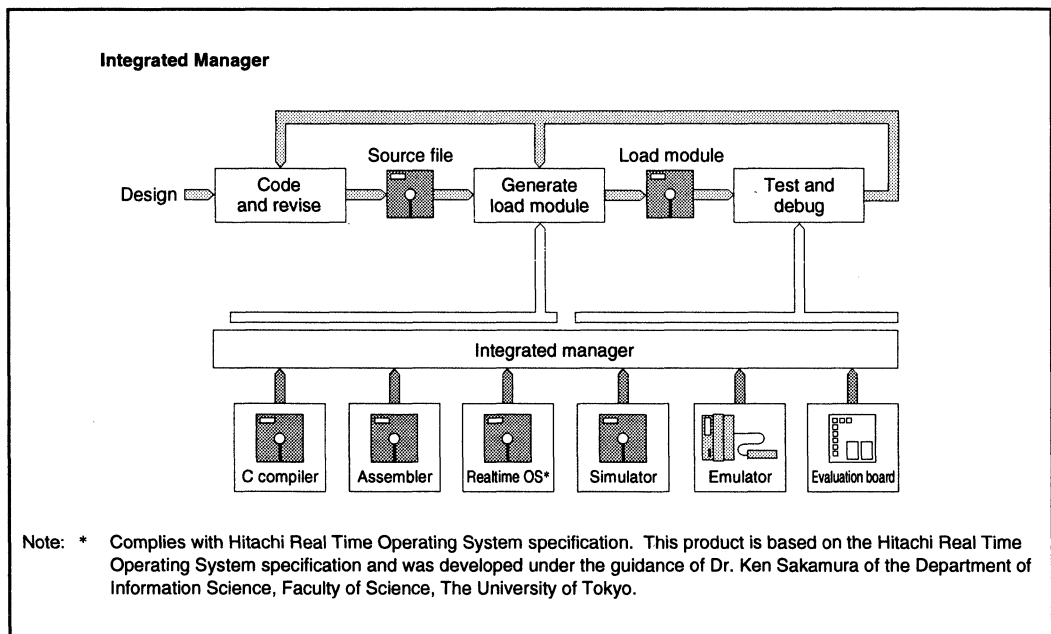 Integrated Manager
Source file
Load module
Design
Code
and revise
Generate
load module
Test and
debug
Integrated manager
C compiler
Assembler
Realtime OS*
Simulator
Emulator
Evaluation board
Note: * Complies with Hitachi Real Time Operating System specification. This product is based on the Hitachi Real Time
Operating System specification and was developed under the guidance of Dr. Ken Sakamura of the Department of
Information Science, Faculty of Science, The University of Tokyo.